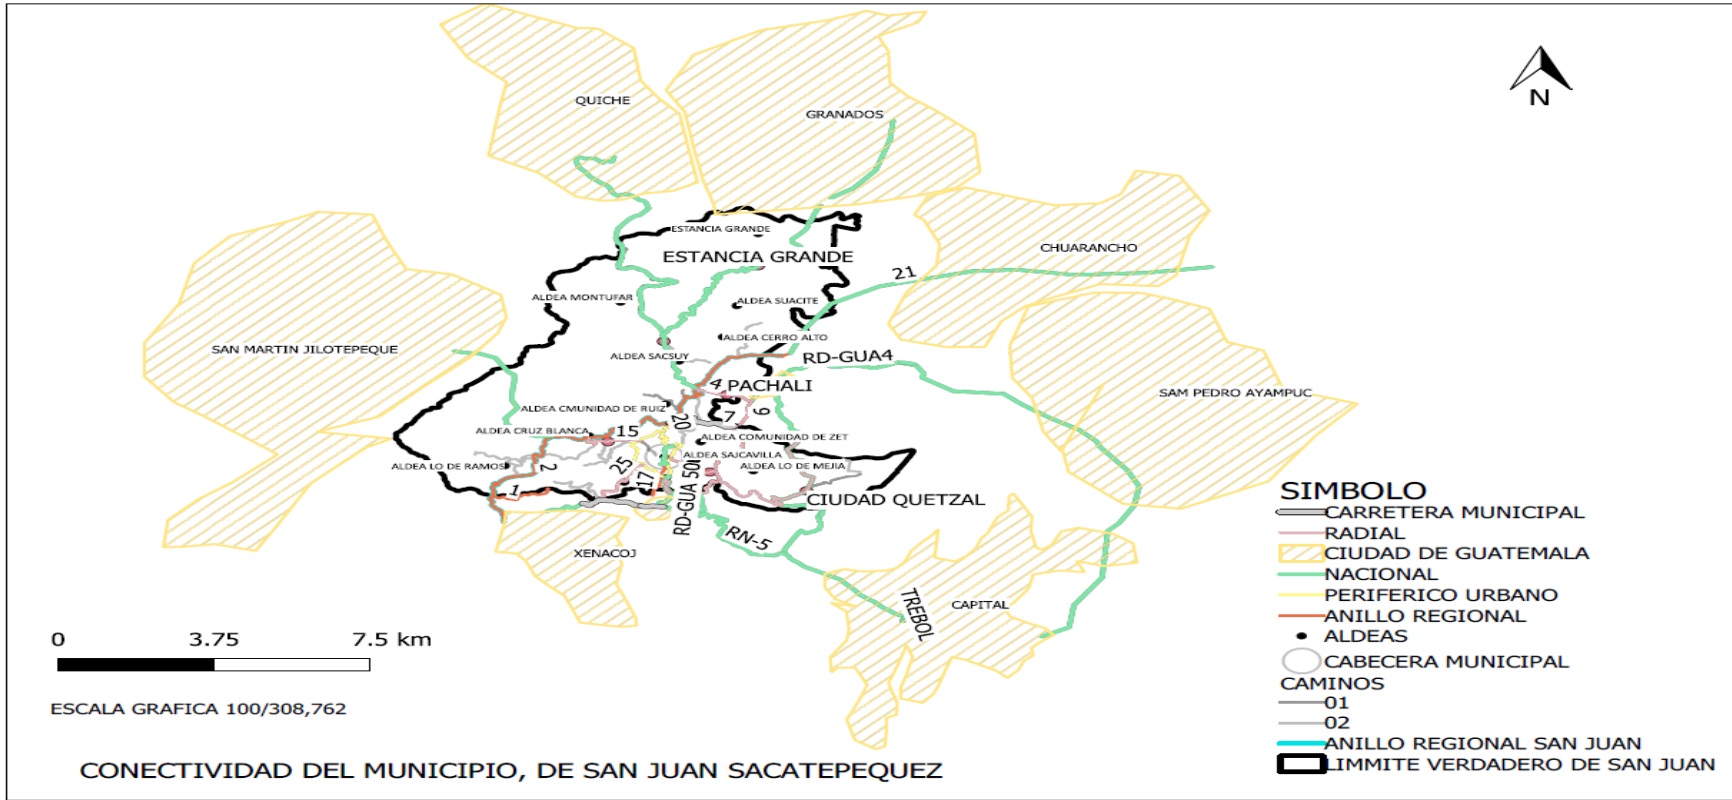 QUICHE
GRANADOS
N
ESTANCIA GRANDE
CHUARANCHO
ESTANCIA GRANDE
21
ALDEA MONTUFAR
ALDEA SUACITE
ALDEA CERRO ALTO
SAN MARTIN JILOTEPEQUE
ALDEA SACSUY
RD-GUA4
4
PACHALI
SAM PEDRO AYAMPUC
ALDEA CMUNIDAD DE RUIZ
20
7
9
ALDEA CRUZ BLANCA
15
ALDEA COMUNIDAD DE ZET
ALDEA SAJCAVILLA
ALDEA LO DE RAMOS
2
25
ALDEA LO DE MEJIA
17
1
RD-GUA 50
CIUDAD QUETZAL
RN-5
XENACOJ
TREBOL
CAPITAL
SIMBOLO
CARRETERA MUNICIPAL
RADIAL
CIUDAD DE GUATEMALA
NACIONAL
PERIFERICO URBANO
ANILLO REGIONAL
ALDEAS
CABECERA MUNICIPAL
CAMINOS
01
02
ANILLO REGIONAL SAN JUAN
LIMMITE VERDADERO DE SAN JUAN
0 3.75 7.5 km
ESCALA GRAFICA 100/308,762
CONECTIVIDAD DEL MUNICIPIO, DE SAN JUAN SACATEPEQUEZ